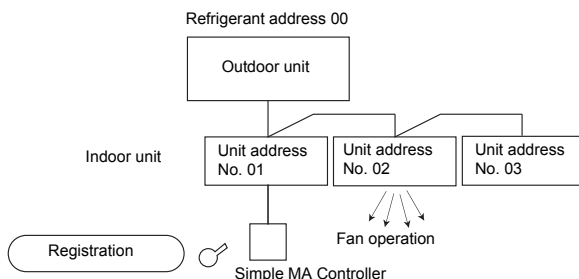 Refrigerant address 00
Outdoor unit
Indoor unit
Unit address
No. 01
Unit address
No. 02
Unit address
No. 03
Fan operation
Registration
Simple MA Controller